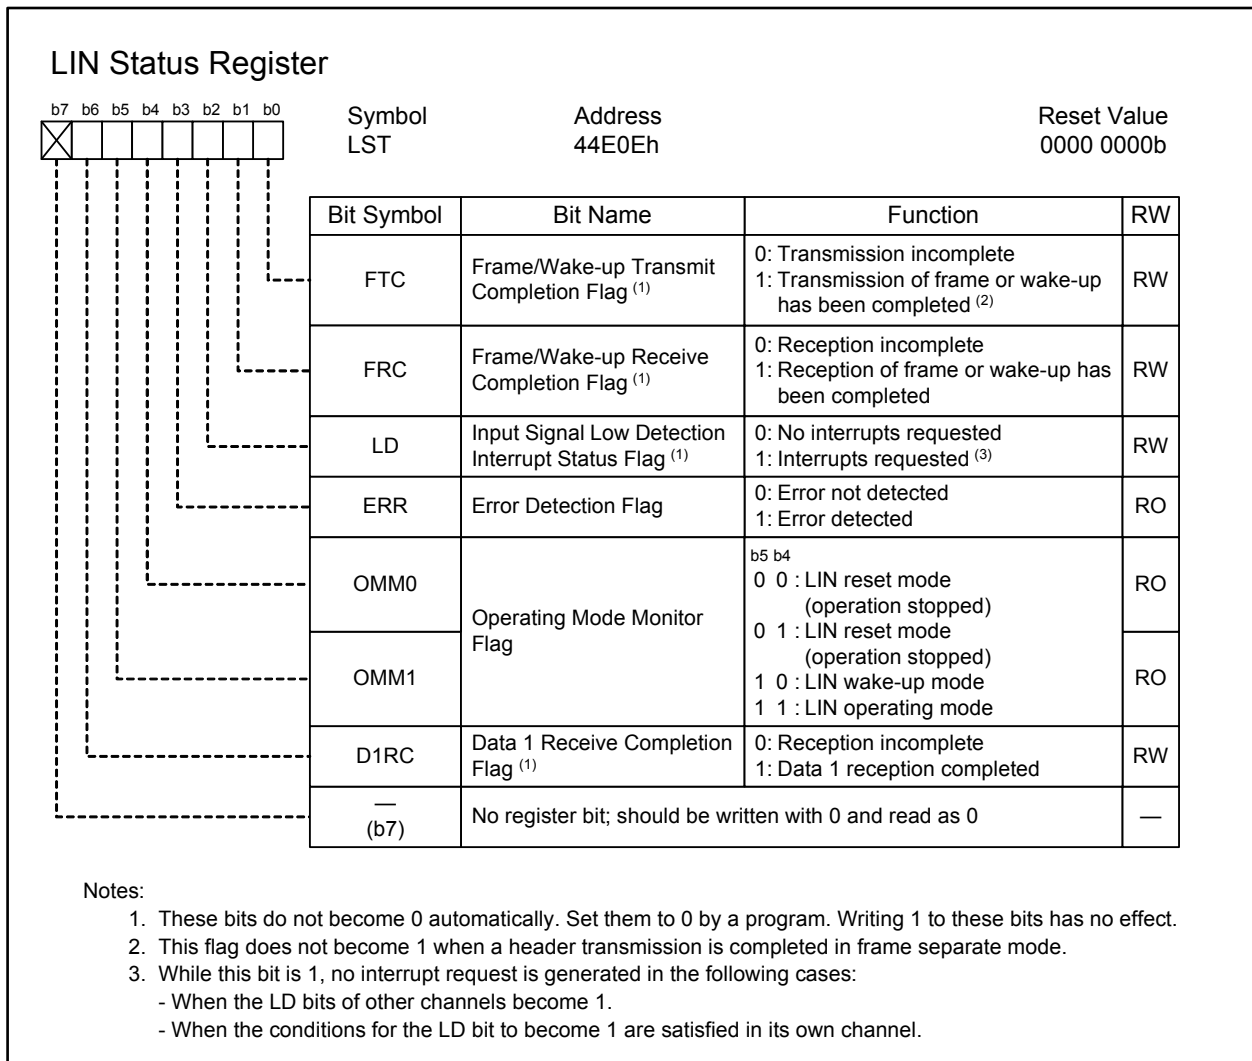 LIN Status Register
b7 b6 b5 b4 b3 b2 b1 b0
Symbol Address Reset Value
LST 44E0Eh 0000 0000b
Bit Symbol Bit Name Function RW
FTC
Frame/Wake-up Transmit
Completion Flag (1)
0: Transmission incomplete
1: Transmission of frame or wake-up
has been completed (2)
RW
FRC
Frame/Wake-up Receive
Completion Flag (1)
0: Reception incomplete
1: Reception of frame or wake-up has
been completed
RW
LD
Input Signal Low Detection
Interrupt Status Flag (1)
0: No interrupts requested
1: Interrupts requested (3)
RW
ERR
Error Detection Flag
0: Error not detected
1: Error detected
RO
OMM0
OMM1
Operating Mode Monitor
Flag
b5 b4
0 0 : LIN reset mode
(operation stopped)
0 1 : LIN reset mode
(operation stopped)
1 0 : LIN wake-up mode
1 1 : LIN operating mode
RO
RO
D1RC
Data 1 Receive Completion
Flag (1)
0: Reception incomplete
1: Data 1 reception completed
RW
—
(b7)
No register bit; should be written with 0 and read as 0
—
Notes:
1. These bits do not become 0 automatically. Set them to 0 by a program. Writing 1 to these bits has no effect.
2. This flag does not become 1 when a header transmission is completed in frame separate mode.
3. While this bit is 1, no interrupt request is generated in the following cases:
- When the LD bits of other channels become 1.
- When the conditions for the LD bit to become 1 are satisfied in its own channel.